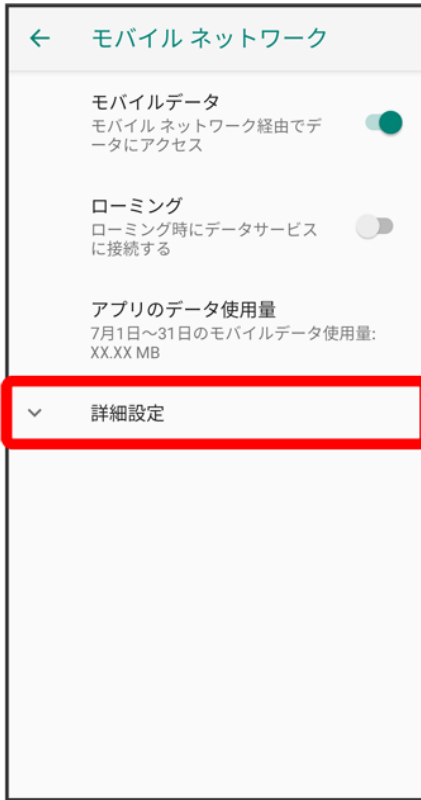 モバイル ネットワーク
モバイルデータ
モバイル ネットワーク経由でデ
ータにアクセス
ローミング
ローミング時にデータサービス
に接続する
アプリのデータ使用量
7月1日～31日のモバイルデータ使用量:
XX.XX MB
詳細設定